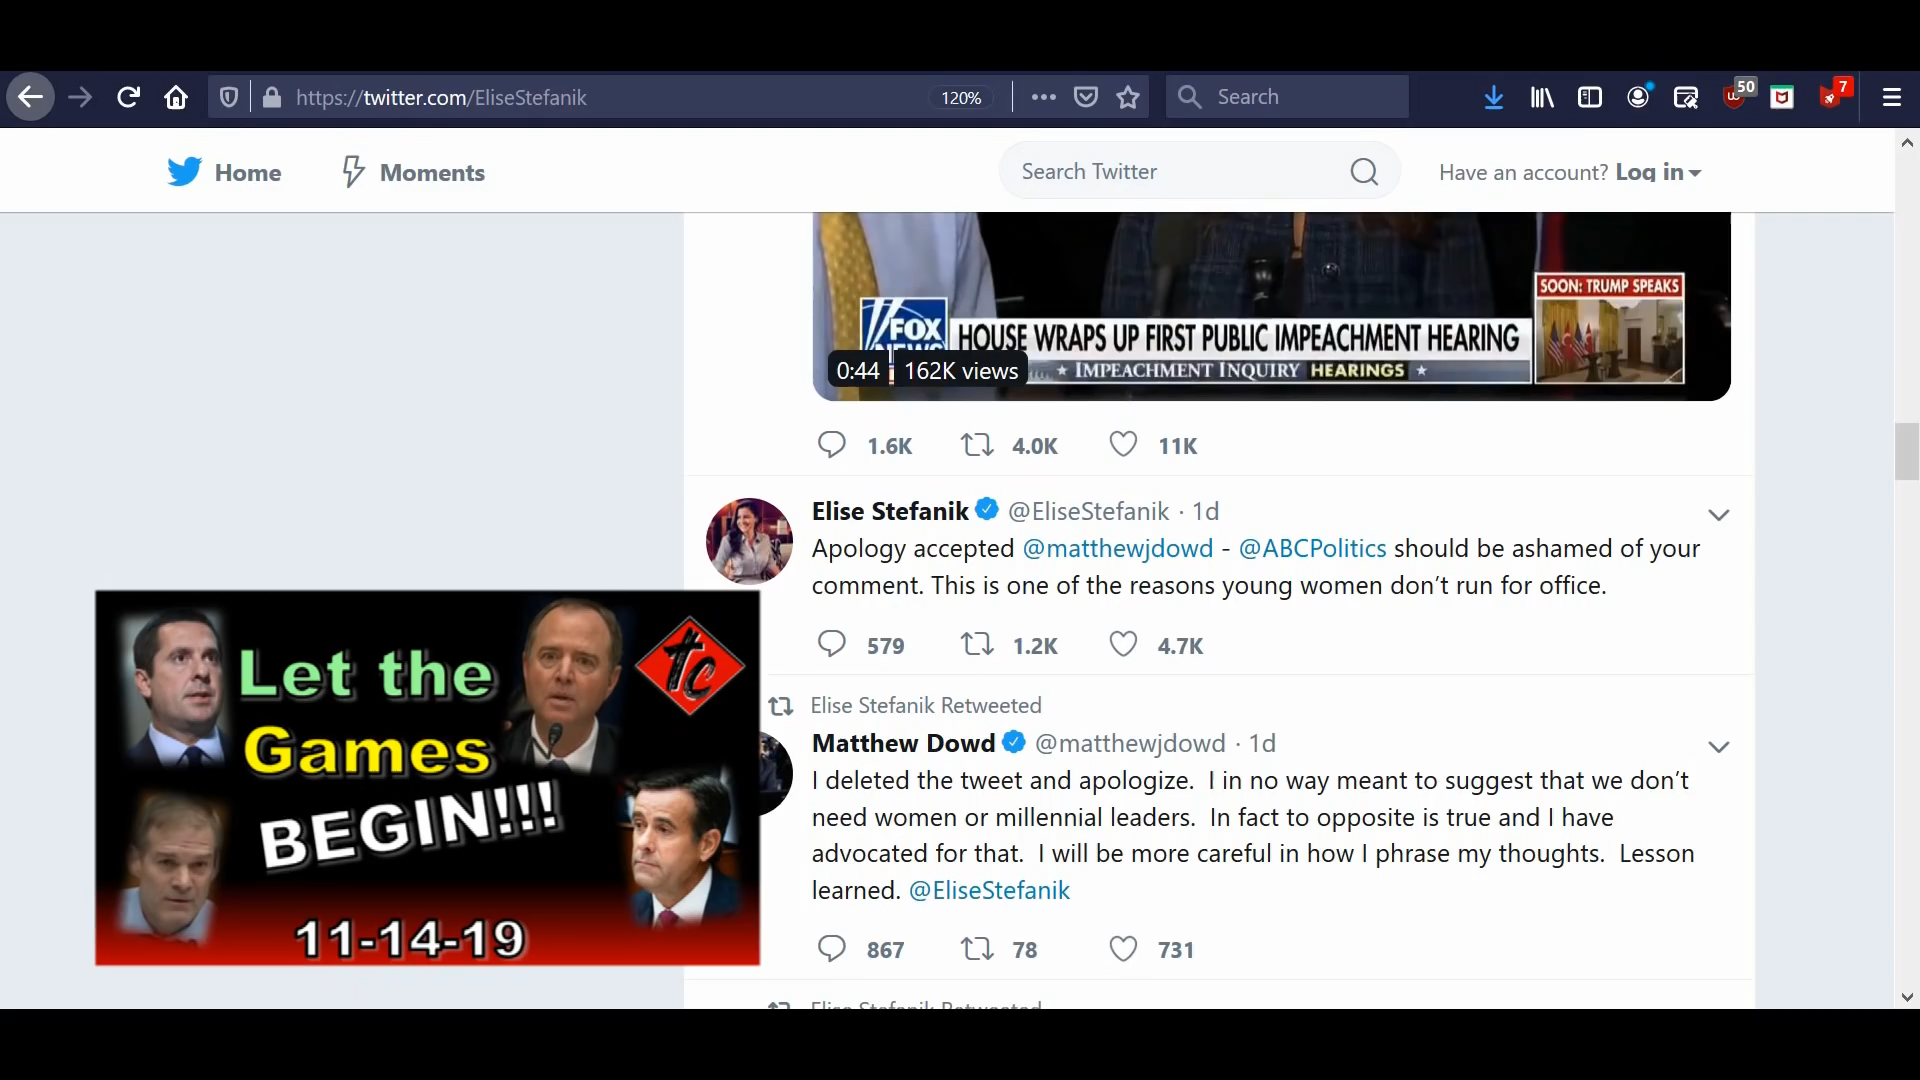 https://twitter.com/EliseStefanik
120%
Search
50
7
Home
Moments
Search Twitter
Have an account? Log in
SOON: TRUMP SPEAKS
FOX
NEWS
HOUSE WRAPS UP FIRST PUBLIC IMPEACHMENT HEARING
0:44
162K views
★ IMPEACHMENT INQUIRY HEARINGS ★
1.6K
4.0K
11K
Elise Stefanik @EliseStefanik · 1d
Apology accepted @matthewjdowd - @ABCPolitics should be ashamed of your
comment. This is one of the reasons young women don’t run for office.
579
1.2K
4.7K
Elise Stefanik Retweeted
Matthew Dowd @matthewjdowd · 1d
I deleted the tweet and apologize.  I in no way meant to suggest that we don’t
need women or millennial leaders.  In fact to opposite is true and I have
advocated for that.  I will be more careful in how I phrase my thoughts.  Lesson
learned. @EliseStefanik
867
78
731
Elise Stefanik Retweeted
Let the
Games
BEGIN!!!
11-14-19
tc